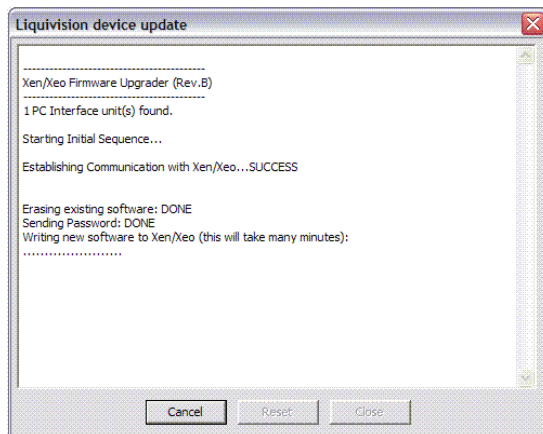 Liquivision device update
------------------------------------------
Xen/Xeo Firmware Upgrader (Rev.B)
------------------------------------------
1 PC Interface unit(s) found.
Starting Initial Sequence...
Establishing Communication with Xen/Xeo...SUCCESS
Erasing existing software: DONE
Sending Password: DONE
Writing new software to Xen/Xeo (this will take many minutes):
.......................
Cancel
Reset
Close